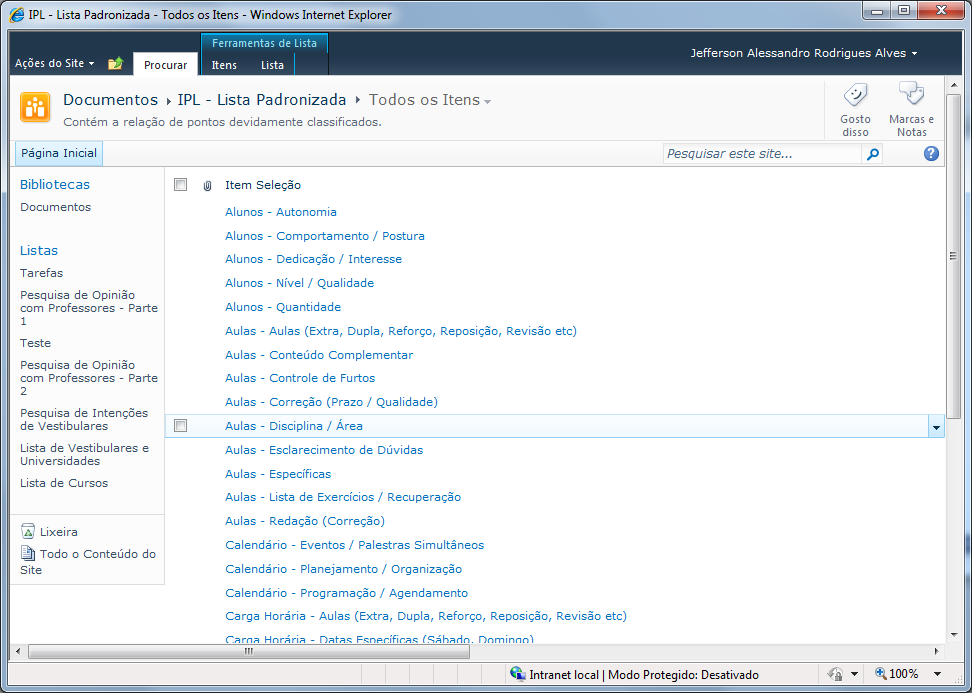 IPL - Lista Padronizada - Todos os Itens - Windows Internet Explorer
Ferramentas de Lista
Ações do Site
Procurar
Itens
Lista
Jefferson Alessandro Rodrigues Alves
Documentos
IPL - Lista Padronizada
Todos os Itens
Contém a relação de pontos devidamente classificados.
Gosto disso
Marcas e Notas
Página Inicial
Pesquisar este site...
Bibliotecas
Documentos
Listas
Tarefas
Pesquisa de Opinião
com Professores - Parte
1
Teste
Pesquisa de Opinião
com Professores - Parte
2
Pesquisa de Intenções
de Vestibulares
Lista de Vestibulares e
Universidades
Lista de Cursos
Lixeira
Todo o Conteúdo do
Site
Item Seleção
Alunos - Autonomia
Alunos - Comportamento / Postura
Alunos - Dedicação / Interesse
Alunos - Nível / Qualidade
Alunos - Quantidade
Aulas - Aulas (Extra, Dupla, Reforço, Reposição, Revisão etc)
Aulas - Conteúdo Complementar
Aulas - Controle de Furtos
Aulas - Correção (Prazo / Qualidade)
Aulas - Disciplina / Área
Aulas - Esclarecimento de Dúvidas
Aulas - Específicas
Aulas - Lista de Exercícios / Recuperação
Aulas - Redação (Correção)
Calendário - Eventos / Palestras Simultâneos
Calendário - Planejamento / Organização
Calendário - Programação / Agendamento
Carga Horária - Aulas (Extra, Dupla, Reforço, Reposição, Revisão etc)
Carga Horária - Datas Específicas (Sábado, Domingo)
Intranet local | Modo Protegido: Desativado
100%